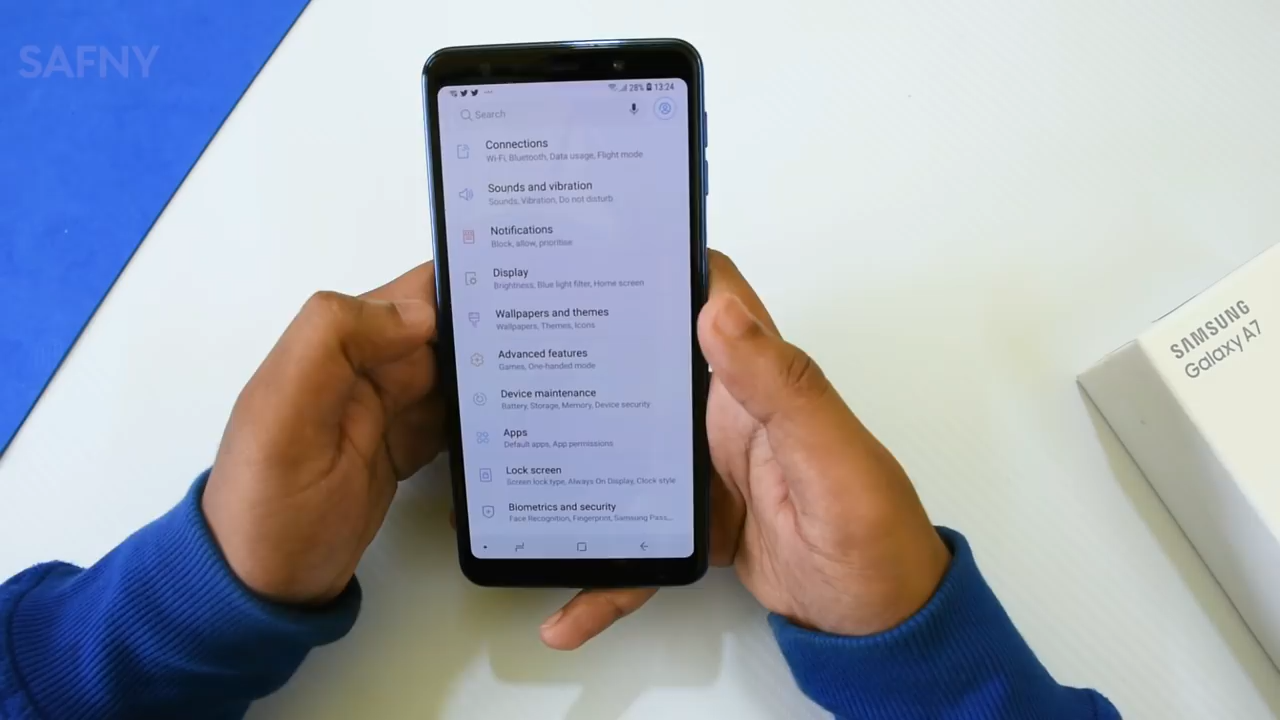 SAFNY
28% 13:24
Search
Connections
Wi-Fi, Bluetooth, Data usage, Flight mode
Sounds and vibration
Sounds, Vibration, Do not disturb
Notifications
Block, allow, prioritise
Display
Brightness, Blue light filter, Home screen
Wallpapers and themes
Wallpapers, Themes, Icons
Advanced features
Games, One-handed mode
Device maintenance
Battery, Storage, Memory, Device security
Apps
Default apps, App permissions
Lock screen
Screen lock type, Always On Display, Clock style
Biometrics and security
Face Recognition, Fingerprint, Samsung Pass...
SAMSUNG
Galaxy A7